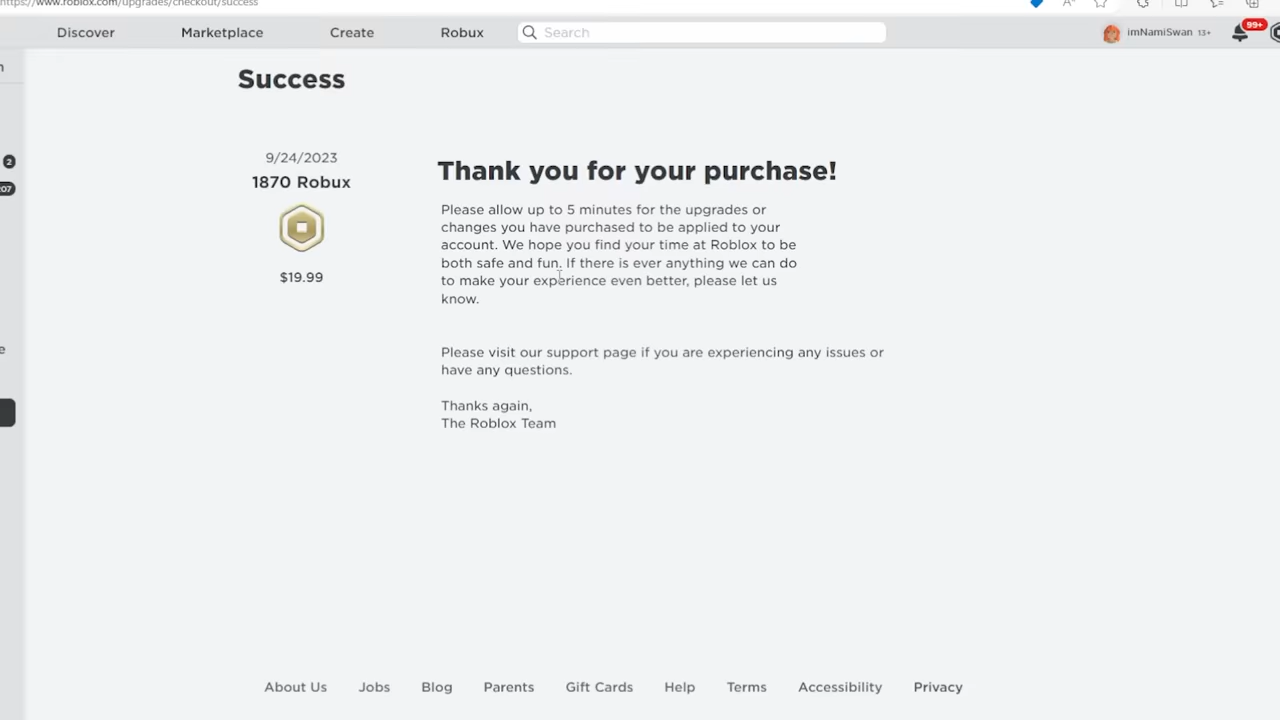 https://www.roblox.com/upgrades/checkout/success
Discover
Marketplace
Create
Robux
Search
imNamiSwan 13+
99+
Success
2
9/24/2023
1870 Robux
$19.99
Thank you for your purchase!
Please allow up to 5 minutes for the upgrades or
changes you have purchased to be applied to your
account. We hope you find your time at Roblox to be
both safe and fun. If there is ever anything we can do
to make your experience even better, please let us
know.
Please visit our support page if you are experiencing any issues or
have any questions.
Thanks again,
The Roblox Team
About Us
Jobs
Blog
Parents
Gift Cards
Help
Terms
Accessibility
Privacy